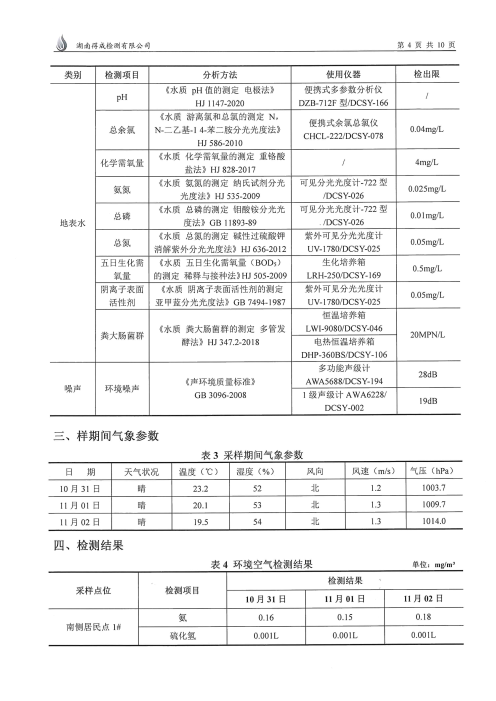 湖南得成检测有限公司
第 4 页 共 10 页
类别 检测项目 分析方法 使用仪器 检出限
地表水
pH
《水质 pH值的测定 电极法》
HJ 1147-2020
便携式多参数分析仪
DZB-712F 型/DCSY-166
/
总余氯
《水质 游离氯和总氯的测定 N，
N-二乙基-1 4-苯二胺分光光度法》
HJ 586-2010
便携式余氯总氯仪
CHCL-222/DCSY-078
0.04mg/L
化学需氧量
《水质 化学需氧量的测定 重铬酸
盐法》HJ 828-2017
/
4mg/L
氨氮
《水质 氨氮的测定 纳氏试剂分光
光度法》HJ 535-2009
可见分光光度计-722 型
/DCSY-026
0.025mg/L
总磷
《水质 总磷的测定 钼酸铵分光光
度法》GB 11893-89
可见分光光度计-722 型
/DCSY-026
0.01mg/L
总氮
《水质 总氮的测定 碱性过硫酸钾
消解紫外分光光度法》HJ 636-2012
紫外可见分光光度计
UV-1780/DCSY-025
0.05mg/L
五日生化需
氧量
《水质 五日生化需氧量（BOD₅）
的测定 稀释与接种法》HJ 505-2009
生化培养箱
LRH-250/DCSY-169
0.5mg/L
阴离子表面
活性剂
《水质 阴离子表面活性剂的测定
亚甲蓝分光光度法》GB 7494-1987
紫外可见分光光度计
UV-1780/DCSY-025
0.05mg/L
粪大肠菌群
《水质 粪大肠菌群的测定 多管发
酵法》HJ 347.2-2018
恒温培养箱
LWI-9080/DCSY-046
电热恒温培养箱
DHP-360BS/DCSY-106
20MPN/L
噪声
环境噪声
《声环境质量标准》
GB 3096-2008
多功能声级计
AWA5688/DCSY-194
28dB
1 级声级计 AWA6228/
DCSY-002
19dB
三、样期间气象参数
表 3 采样期间气象参数
日 期 天气状况 温度（℃） 湿度（%） 风向 风速（m/s） 气压（hPa）
10 月 31 日 晴 23.2 52 北 1.2 1003.7
11 月 01 日 晴 20.1 53 北 1.3 1009.7
11 月 02 日 晴 19.5 54 北 1.3 1014.0
四、检测结果
表 4 环境空气检测结果
单位：mg/m³
采样点位 检测项目 检测结果
10 月 31 日 11 月 01 日 11 月 02 日
南侧居民点 1#
氨 0.16 0.15 0.18
硫化氢 0.001L 0.001L 0.001L